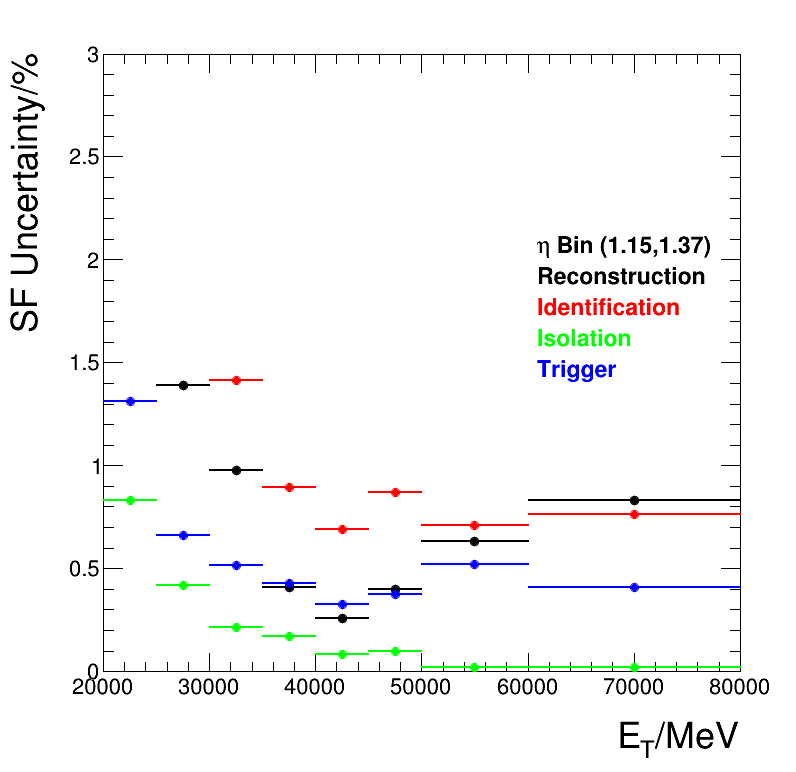 SF Uncertainty/%
3
2.5
2
1.5
1
0.5
0
η Bin (1.15,1.37)
Reconstruction
Identification
Isolation
Trigger
20000 30000 40000 50000 60000 70000 80000
E_T/MeV